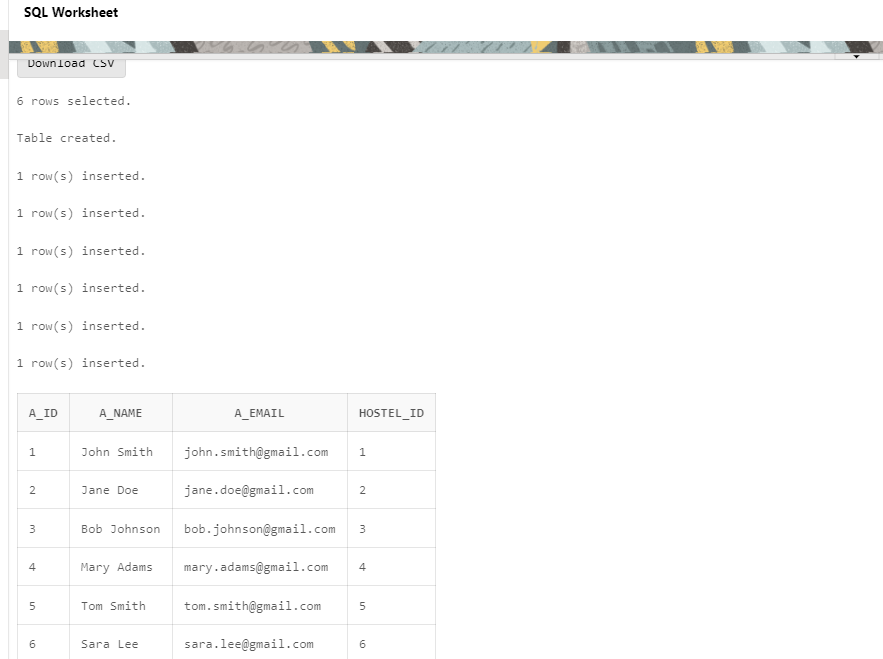 SQL Worksheet
Download CSV
6 rows selected.
Table created.
1 row(s) inserted.
1 row(s) inserted.
1 row(s) inserted.
1 row(s) inserted.
1 row(s) inserted.
1 row(s) inserted.
A_ID A_NAME A_EMAIL HOSTEL_ID
1 John Smith john.smith@gmail.com 1
2 Jane Doe jane.doe@gmail.com 2
3 Bob Johnson bob.johnson@gmail.com 3
4 Mary Adams mary.adams@gmail.com 4
5 Tom Smith tom.smith@gmail.com 5
6 Sara Lee sara.lee@gmail.com 6